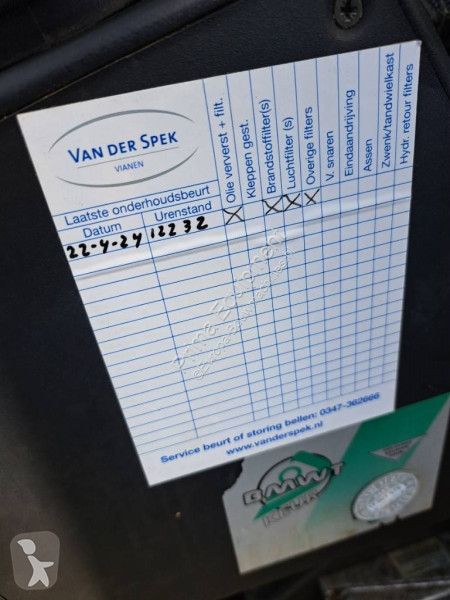 VAN DER SPEK
VIANEN
Laatste onderhoudsbeurt
Datum Urenstand
Olie ververst + filt.
Kleppen gest.
Brandstoffilter(s)
Luchtfilter (s)
Overige filters
V. snaren
Eindaandrijving
Assen
Zwenk/tandwielkast
Hydr. retour filters
22-4-24 12232 X X X X
Service beurt of storing bellen: 0347-362666
www.vanderspek.nl
BMWT
KEUR